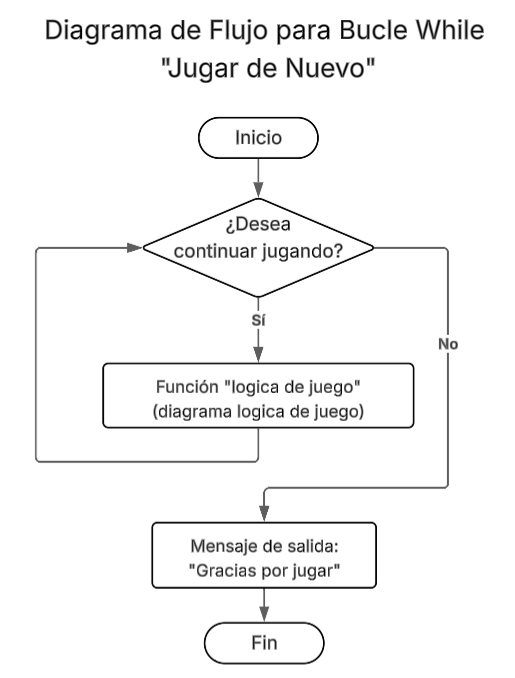 Diagrama de Flujo para Bucle While
"Jugar de Nuevo"
Inicio
¿Desea
continuar jugando?
Sí
No
Función "logica de juego"
(diagrama logica de juego)
Mensaje de salida:
"Gracias por jugar"
Fin